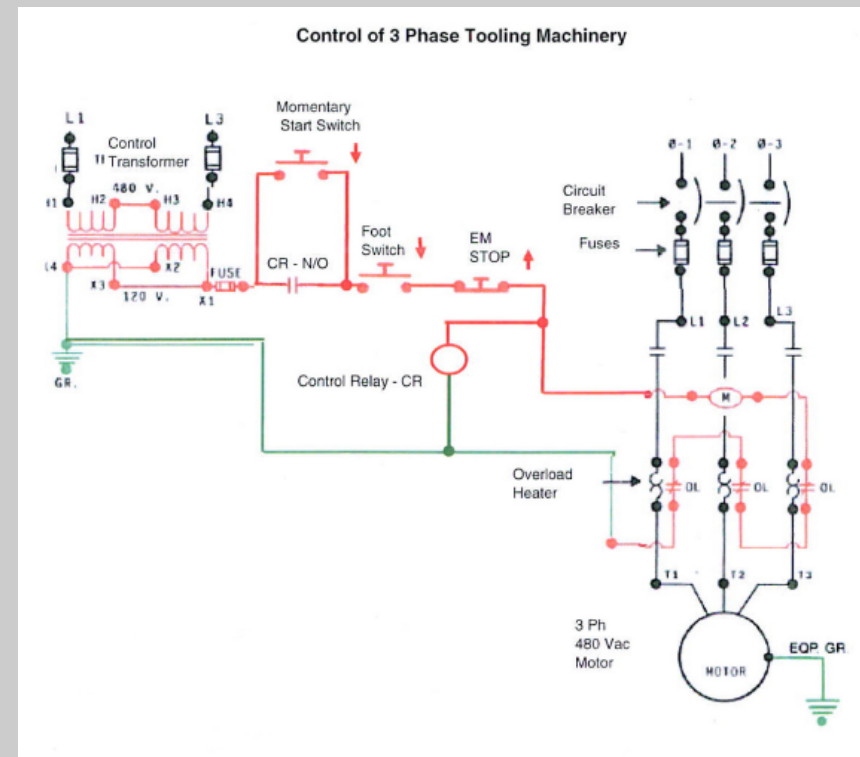 Control of 3 Phase Tooling Machinery
L1
L3
Momentary
Start Switch
Control
Transformer
T1
Ø-1 Ø-2 Ø-3
H1 H2 480 V. H3 H4
Circuit
Breaker
Foot
Switch
EM
STOP
Fuses
CR - N/O
X2
FUSE
X3 120 V. X1
L1 L2 L3
GR.
Control Relay - CR
M
Overload
Heater
OL OL OL
T1 T2 T3
3 Ph
480 Vac
Motor
MOTOR
EQP. GR